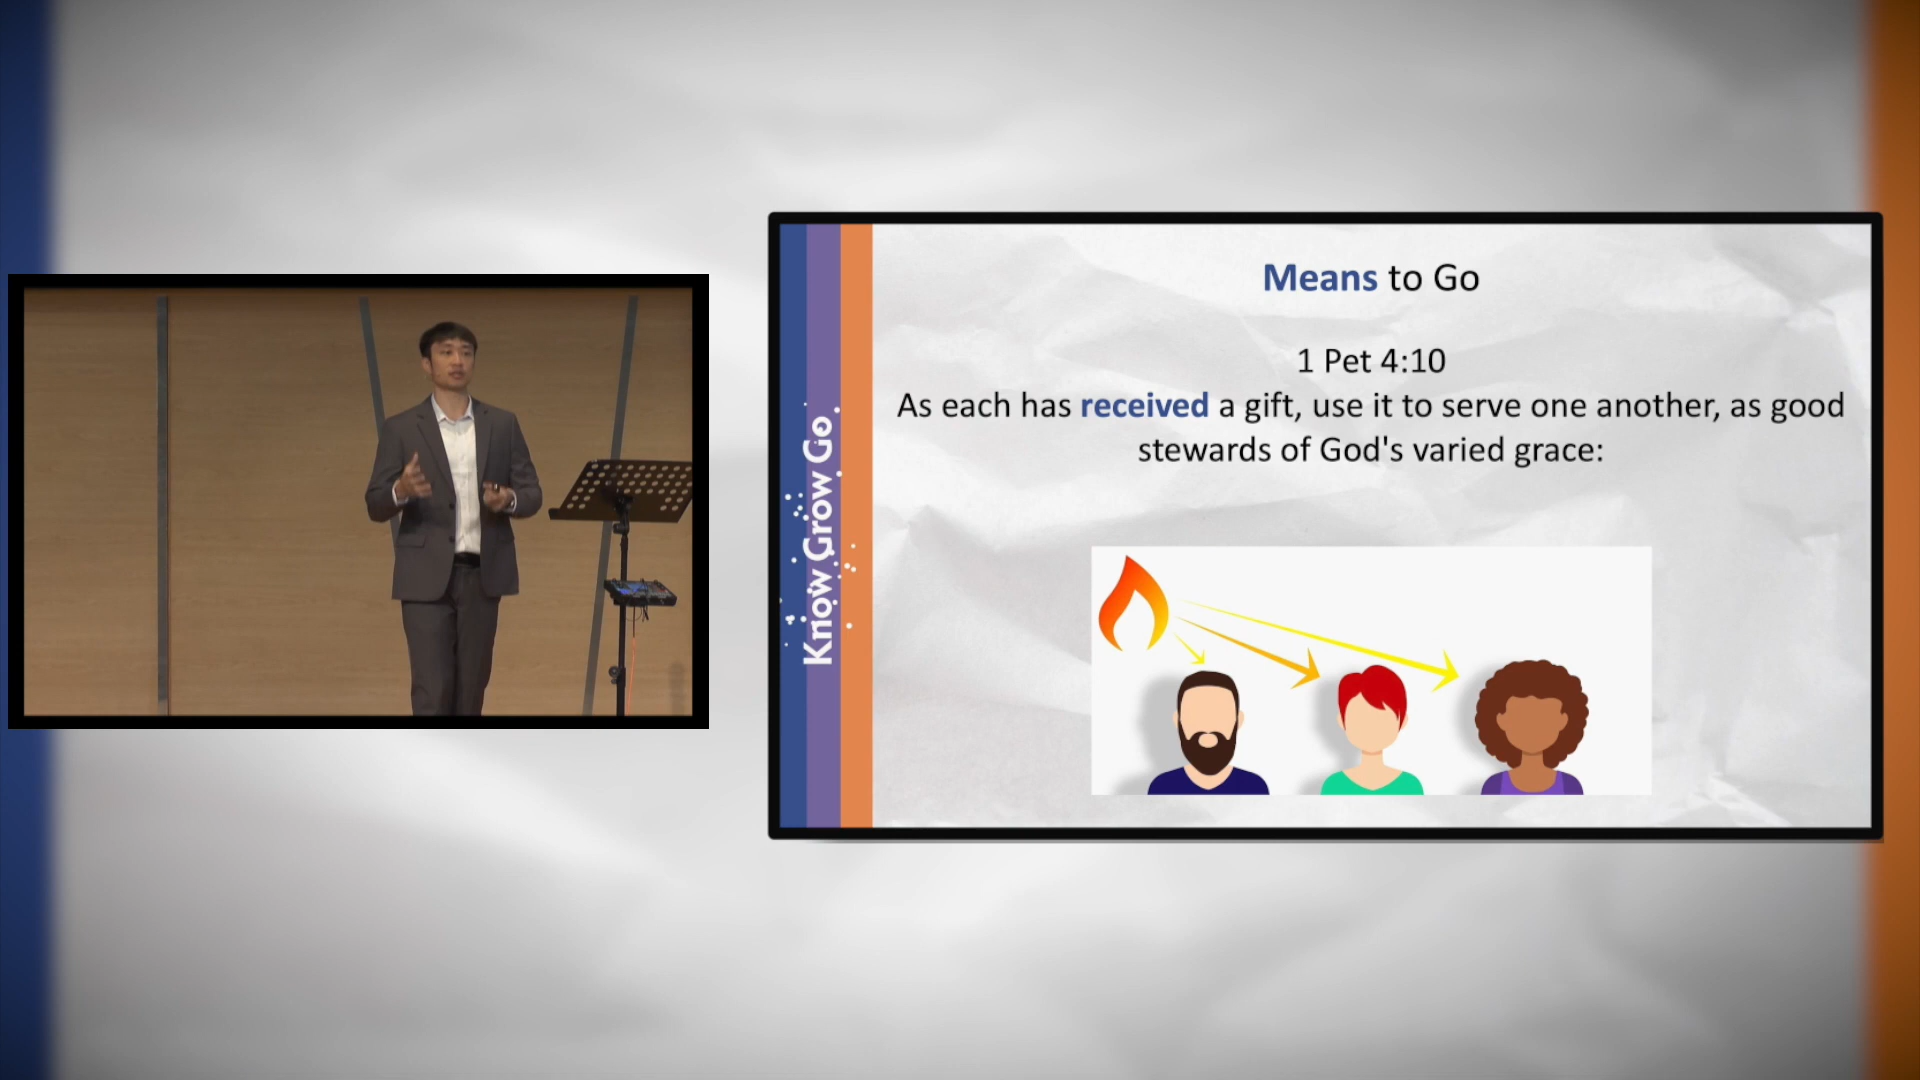 Means to Go
1 Pet 4:10
As each has received a gift, use it to serve one another, as good
stewards of God's varied grace:
Know Grow Go